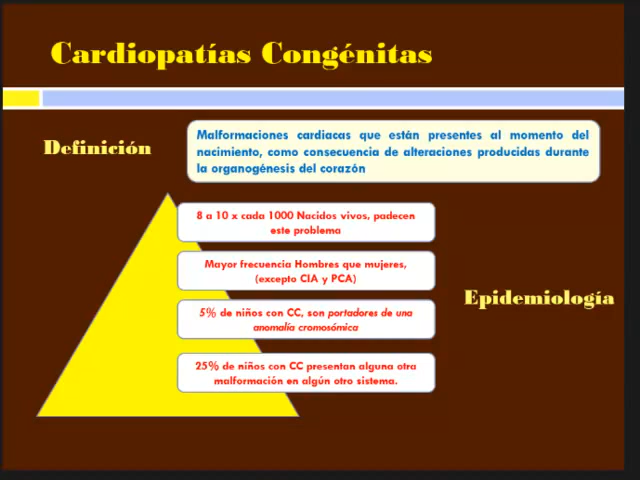 Cardiopatías Congénitas
Definición
Malformaciones cardiacas que están presentes al momento del
nacimiento, como consecuencia de alteraciones producidas durante
la organogénesis del corazón
8 a 10 x cada 1000 Nacidos vivos, padecen
este problema
Mayor frecuencia Hombres que mujeres,
(excepto CIA y PCA)
Epidemiología
5% de niños con CC, son portadores de una
anomalía cromosómica
25% de niños con CC presentan alguna otra
malformación en algún otro sistema.